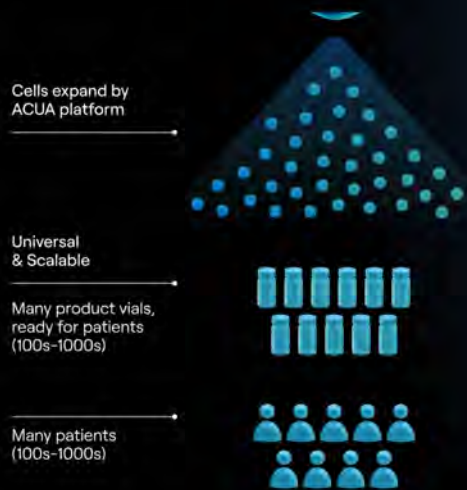 Cells expand by
ACUA platform
Universal
& Scalable
Many product vials,
ready for patients
(100s-1000s)
Many patients
(100s-1000s)